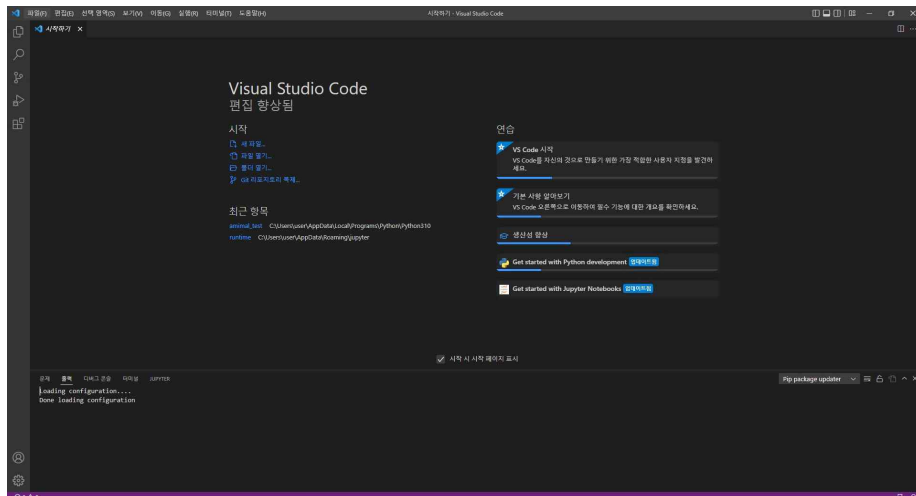 파일(F) 편집(E) 선택 영역(S) 보기(V) 이동(G) 실행(R) 터미널(T) 도움말(H)
시작하기 - Visual Studio Code
시작하기
Visual Studio Code
편집 향상됨
시작
새 파일...
파일 열기...
폴더 열기...
Git 리포지토리 복제...
최근 항목
animal_test C:\Users\user\AppData\Local\Programs\Python\Python310
runtime C:\Users\user\AppData\Roaming\jupyter
연습
VS Code 시작
VS Code를 자신의 것으로 만들기 위한 가장 적합한 사용자 지정을 발견하
세요.
기본 사항 알아보기
VS Code 오른쪽으로 이동하여 필수 기능에 대한 개요를 확인하세요.
생산성 향상
Get started with Python development 업데이트됨
Get started with Jupyter Notebooks 업데이트됨
시작 시 시작 페이지 표시
문제 출력 디버그 콘솔 터미널 JUPYTER
Pip package updater
Loading configuration....
Done loading configuration